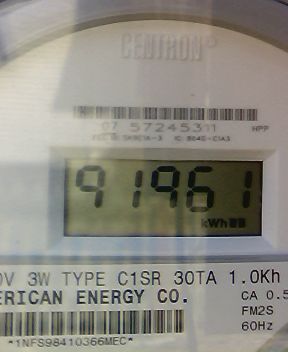 CENTRON®
07 57245311 HPP
91961
kWh
0V 3W TYPE C1SR 30TA 1.0Kh
ERICAN ENERGY CO. CA 0.5
FM2S
60Hz
*1NFS98410366MEC*